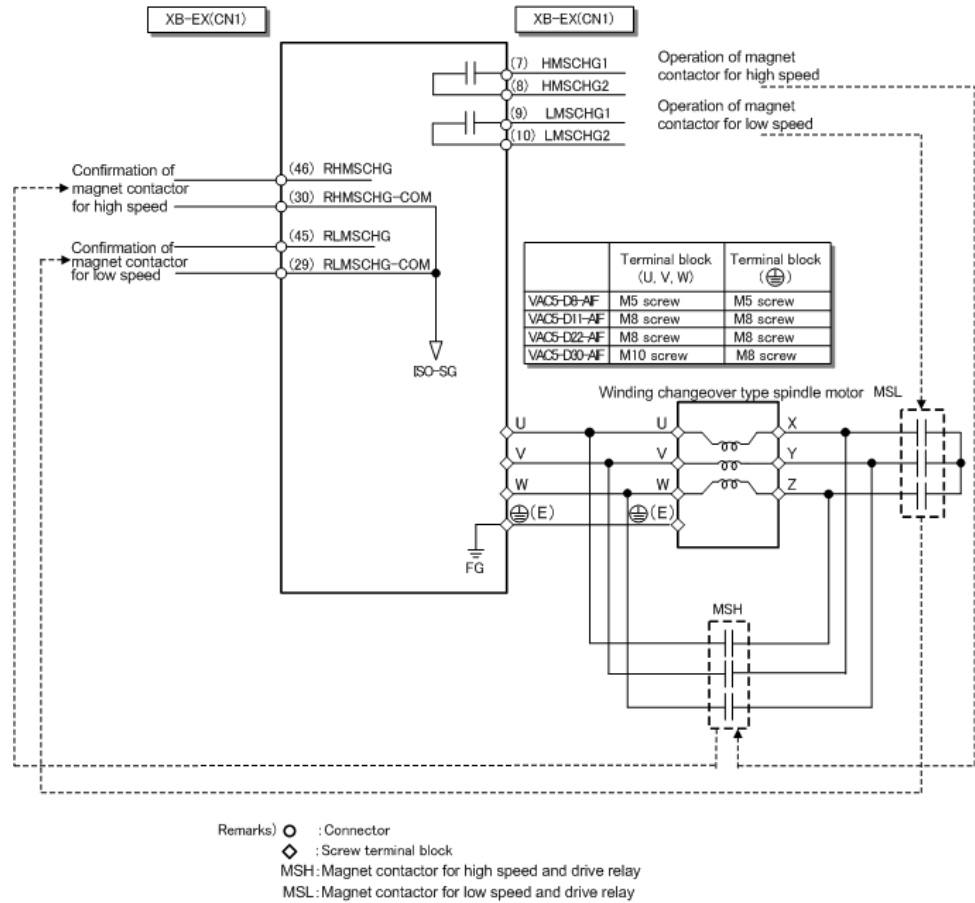 XB-EX(CN1)
XB-EX(CN1)
(7) HMSCHG1
(8) HMSCHG2
(9) LMSCHG1
(10) LMSCHG2
Operation of magnet
contactor for high speed
Operation of magnet
contactor for low speed
Confirmation of
magnet contactor
for high speed
(46) RHMSCHG
(30) RHMSCHG-COM
Confirmation of
magnet contactor
for low speed
(45) RLMSCHG
(29) RLMSCHG-COM
ISO-SG
Terminal block
(U, V, W)
Terminal block
(⏚)
VAC5-D8-AIF M5 screw M5 screw
VAC5-D11-AIF M8 screw M8 screw
VAC5-D22-AIF M8 screw M8 screw
VAC5-D30-AIF M10 screw M8 screw
Winding changeover type spindle motor MSL
U U X
V V Y
W W Z
(E) (E)
FG
MSH
Remarks) ○ :Connector
◇ :Screw terminal block
MSH:Magnet contactor for high speed and drive relay
MSL:Magnet contactor for low speed and drive relay